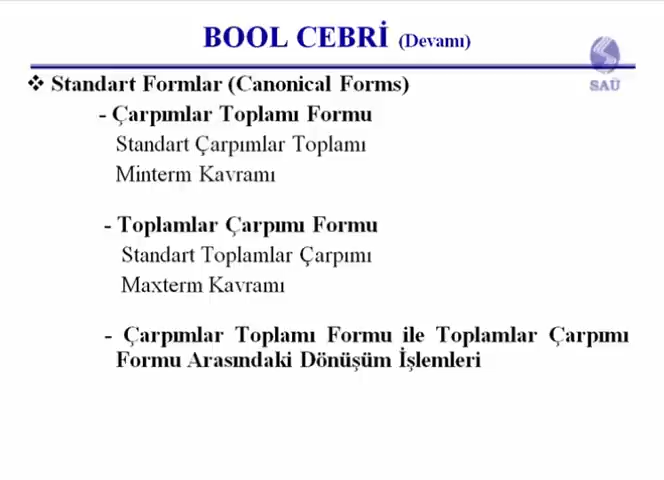 BOOL CEBRİ (Devamı)
SAÜ
❖ Standart Formlar (Canonical Forms)
- Çarpımlar Toplamı Formu
Standart Çarpımlar Toplamı
Minterm Kavramı
- Toplamlar Çarpımı Formu
Standart Toplamlar Çarpımı
Maxterm Kavramı
- Çarpımlar Toplamı Formu ile Toplamlar Çarpımı
Formu Arasındaki Dönüşüm İşlemleri